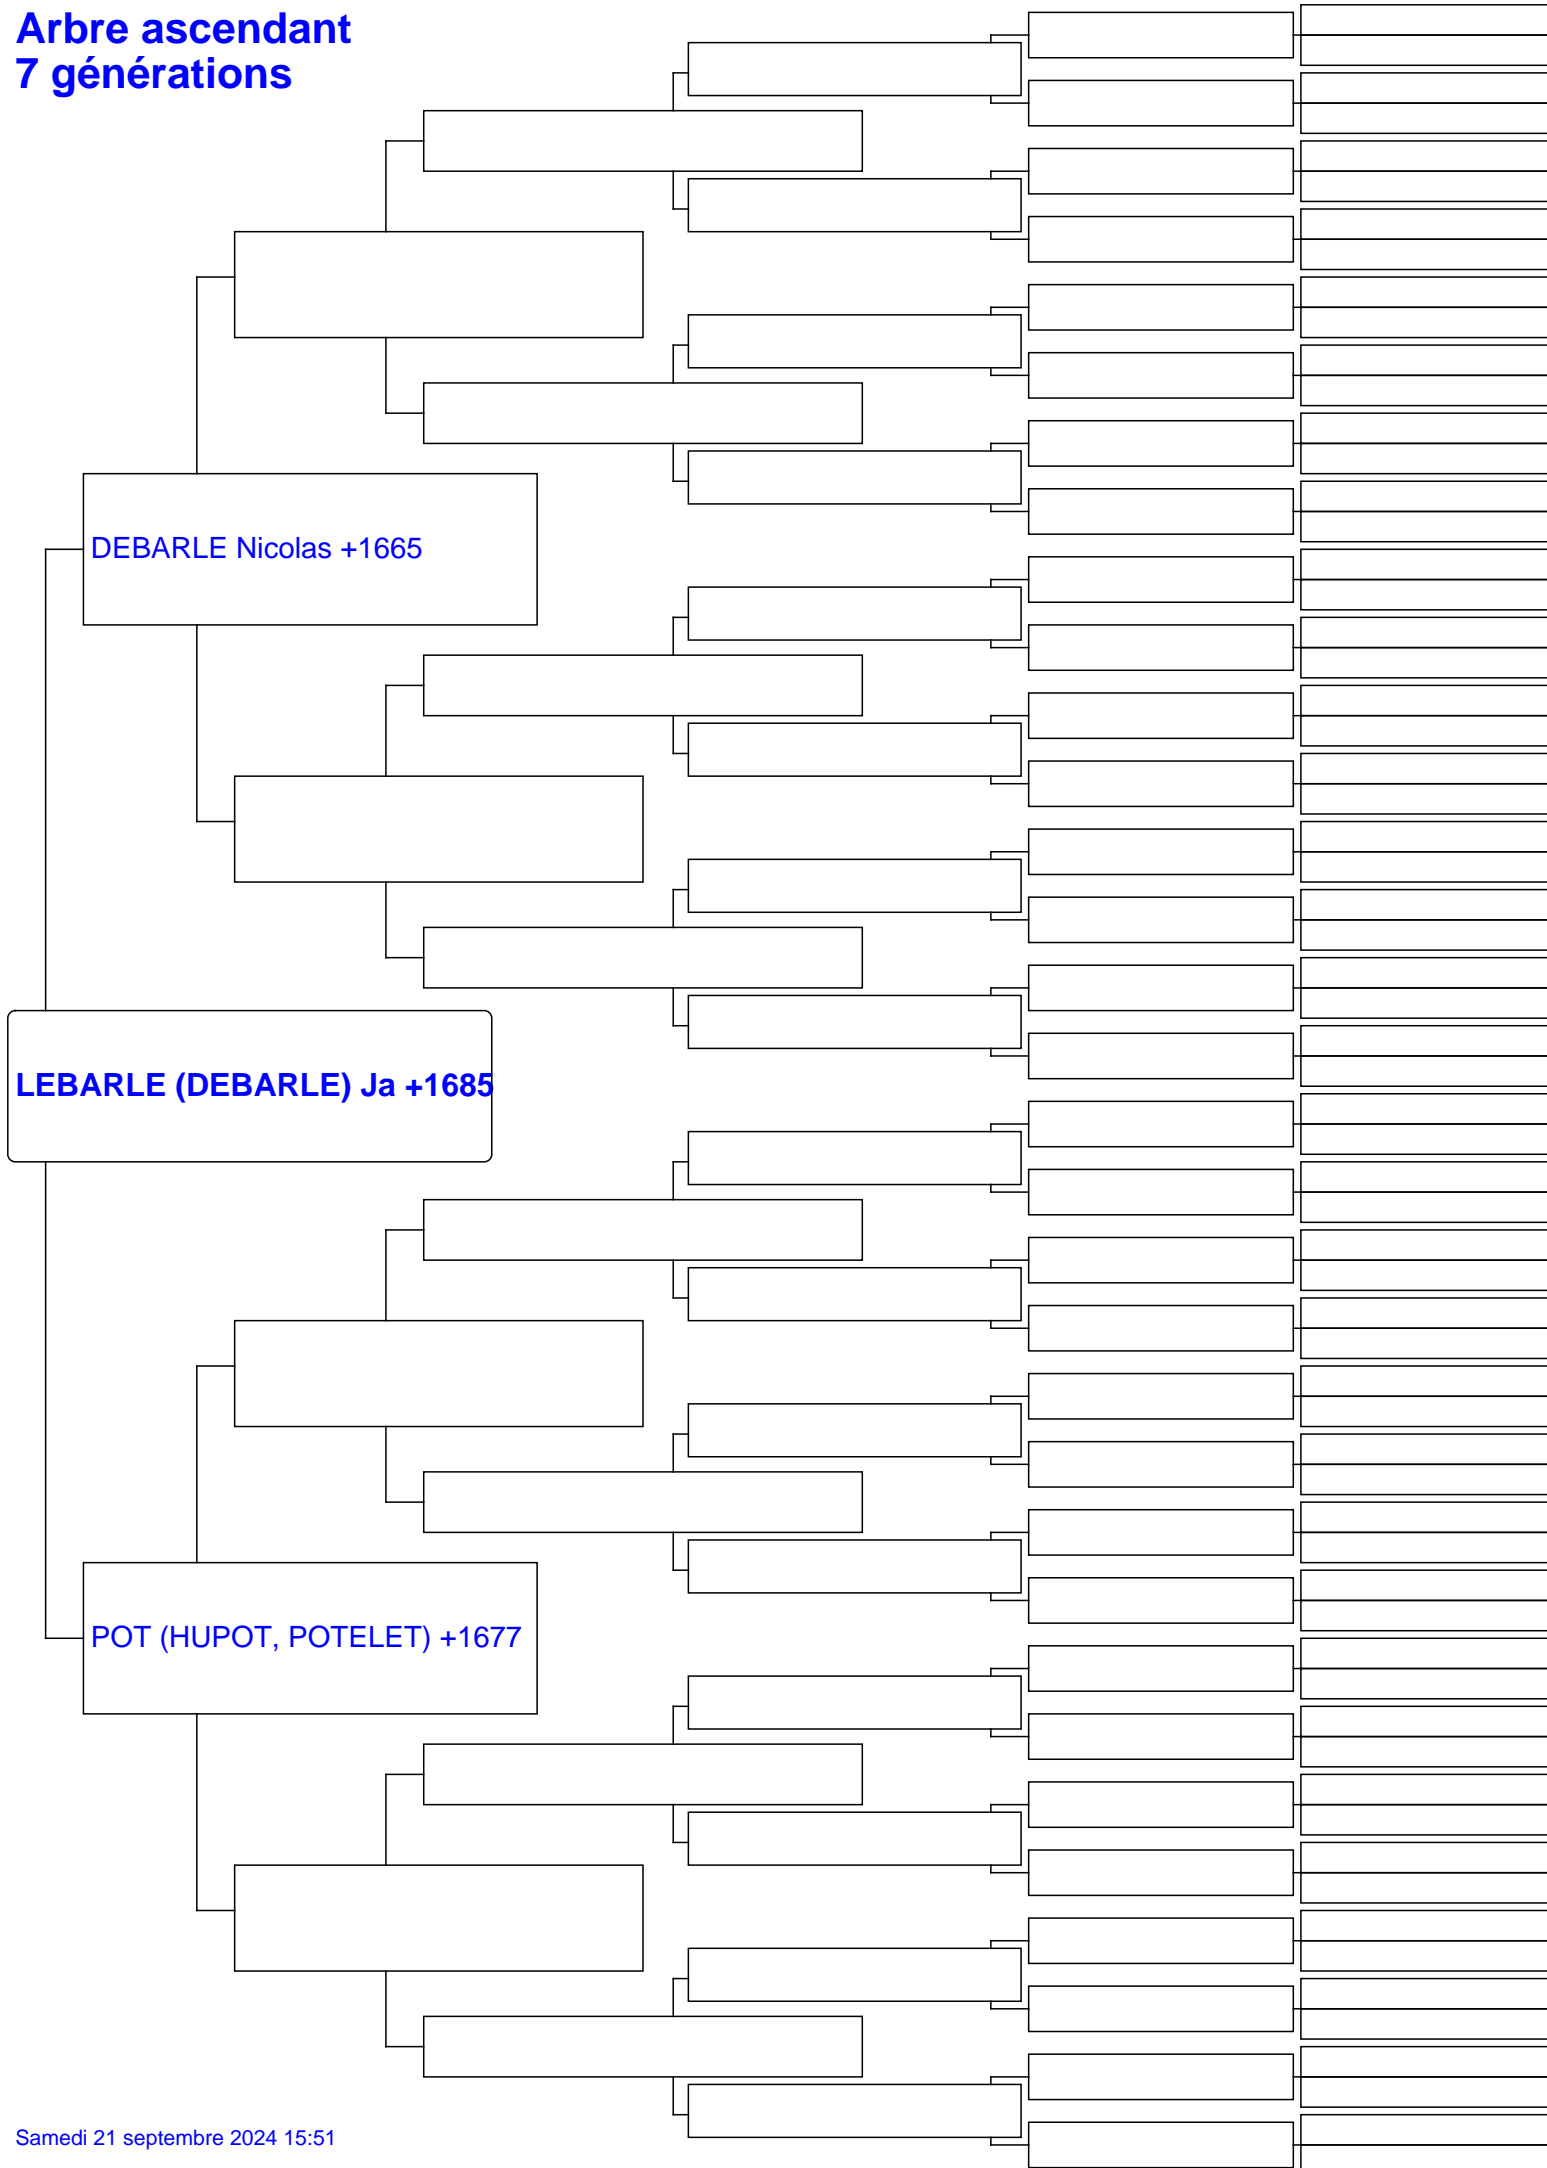 Arbre ascendant
7 générations
DEBARLE Nicolas +1665
LEBARLE (DEBARLE) Ja +1685
POT (HUPOT, POTELET) +1677
Samedi 21 septembre 2024 15:51